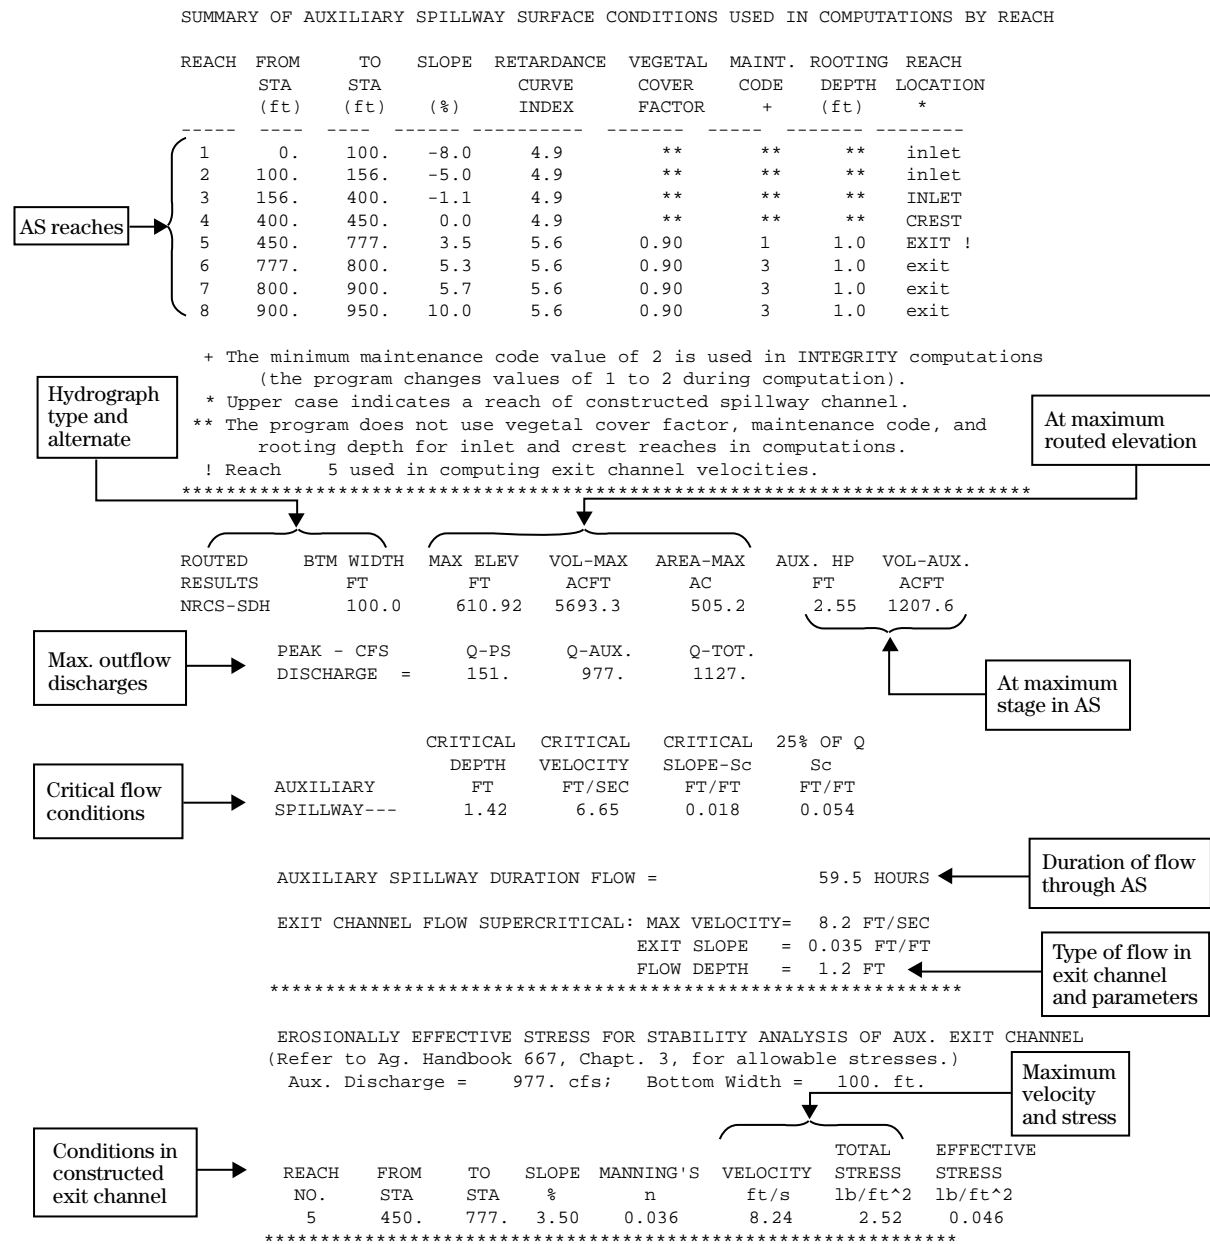 SUMMARY OF AUXILIARY SPILLWAY SURFACE CONDITIONS USED IN COMPUTATIONS BY REACH
REACH FROM TO SLOPE RETARDANCE VEGETAL MAINT. ROOTING REACH
STA STA CURVE COVER CODE DEPTH LOCATION
(ft) (ft) (%) INDEX FACTOR + (ft) *
----- ---- ---- ------ ---------- ------- ----- ------- --------
1 0. 100. -8.0 4.9 ** ** ** inlet
2 100. 156. -5.0 4.9 ** ** ** inlet
3 156. 400. -1.1 4.9 ** ** ** INLET
AS reaches
4 400. 450. 0.0 4.9 ** ** ** CREST
5 450. 777. 3.5 5.6 0.90 1 1.0 EXIT !
6 777. 800. 5.3 5.6 0.90 3 1.0 exit
7 800. 900. 5.7 5.6 0.90 3 1.0 exit
8 900. 950. 10.0 5.6 0.90 3 1.0 exit
+ The minimum maintenance code value of 2 is used in INTEGRITY computations
(the program changes values of 1 to 2 during computation).
* Upper case indicates a reach of constructed spillway channel.
** The program does not use vegetal cover factor, maintenance code, and
rooting depth for inlet and crest reaches in computations.
! Reach 5 used in computing exit channel velocities.
Hydrograph
type and
alternate
At maximum
routed elevation
****************************************************************************
ROUTED BTM WIDTH MAX ELEV VOL-MAX AREA-MAX AUX. HP VOL-AUX.
RESULTS FT FT ACFT AC FT ACFT
NRCS-SDH 100.0 610.92 5693.3 505.2 2.55 1207.6
Max. outflow
discharges
PEAK - CFS Q-PS Q-AUX. Q-TOT.
DISCHARGE = 151. 977. 1127.
At maximum
stage in AS
CRITICAL CRITICAL CRITICAL 25% OF Q
DEPTH VELOCITY SLOPE-Sc Sc
AUXILIARY FT FT/SEC FT/FT FT/FT
SPILLWAY--- 1.42 6.65 0.018 0.054
Critical flow
conditions
AUXILIARY SPILLWAY DURATION FLOW = 59.5 HOURS
Duration of flow
through AS
EXIT CHANNEL FLOW SUPERCRITICAL: MAX VELOCITY= 8.2 FT/SEC
EXIT SLOPE = 0.035 FT/FT
FLOW DEPTH = 1.2 FT
Type of flow in
exit channel
and parameters
**************************************************************
EROSIONALLY EFFECTIVE STRESS FOR STABILITY ANALYSIS OF AUX. EXIT CHANNEL
(Refer to Ag. Handbook 667, Chapt. 3, for allowable stresses.)
Aux. Discharge = 977. cfs; Bottom Width = 100. ft.
Maximum
velocity
and stress
Conditions in
constructed
exit channel
TOTAL EFFECTIVE
REACH FROM TO SLOPE MANNING'S VELOCITY STRESS STRESS
NO. STA STA % n ft/s lb/ft^2 lb/ft^2
5 450. 777. 3.50 0.036 8.24 2.52 0.046
**************************************************************